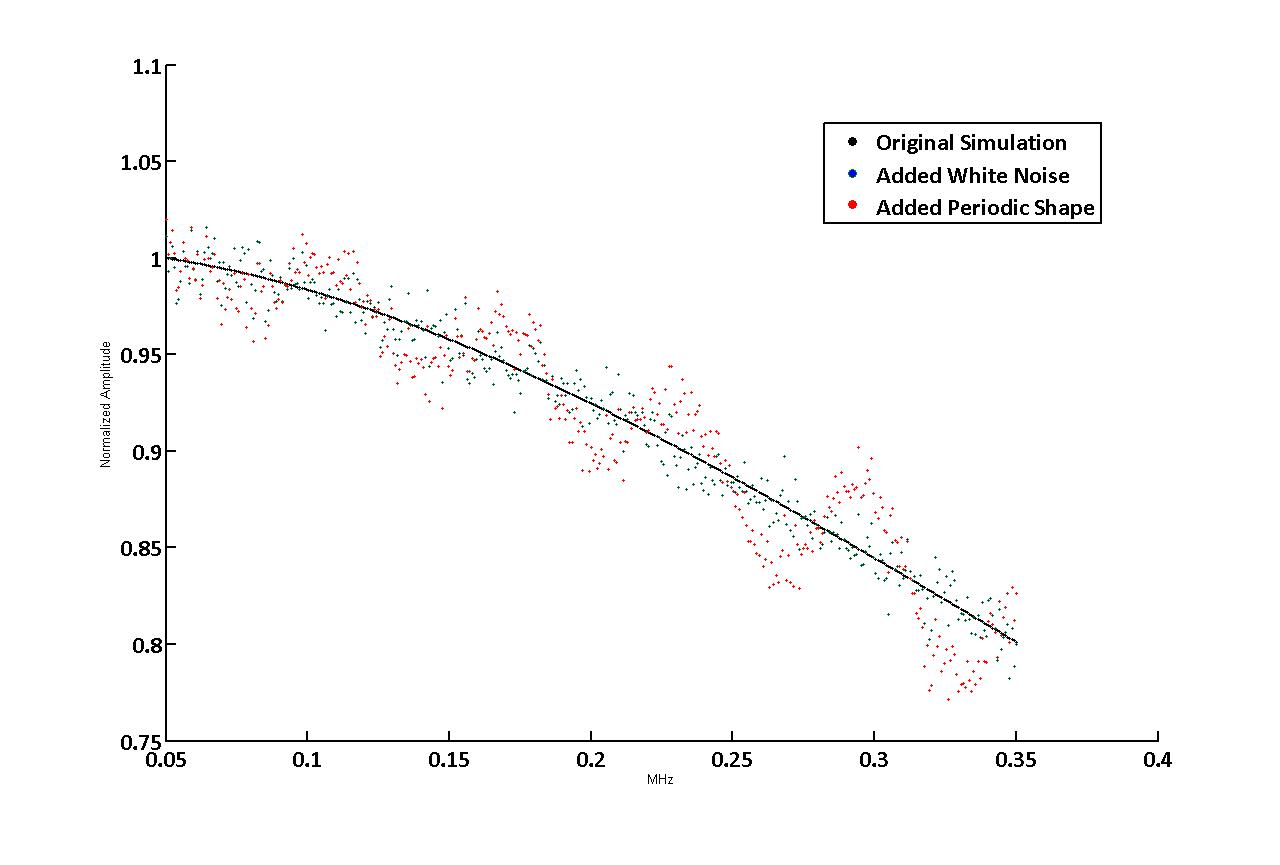 1.1
1.05
1
0.95
0.9
0.85
0.8
0.75
Normalized Amplitude
Original Simulation
Added White Noise
Added Periodic Shape
0.05 0.1 0.15 0.2 0.25 0.3 0.35 0.4
MHz